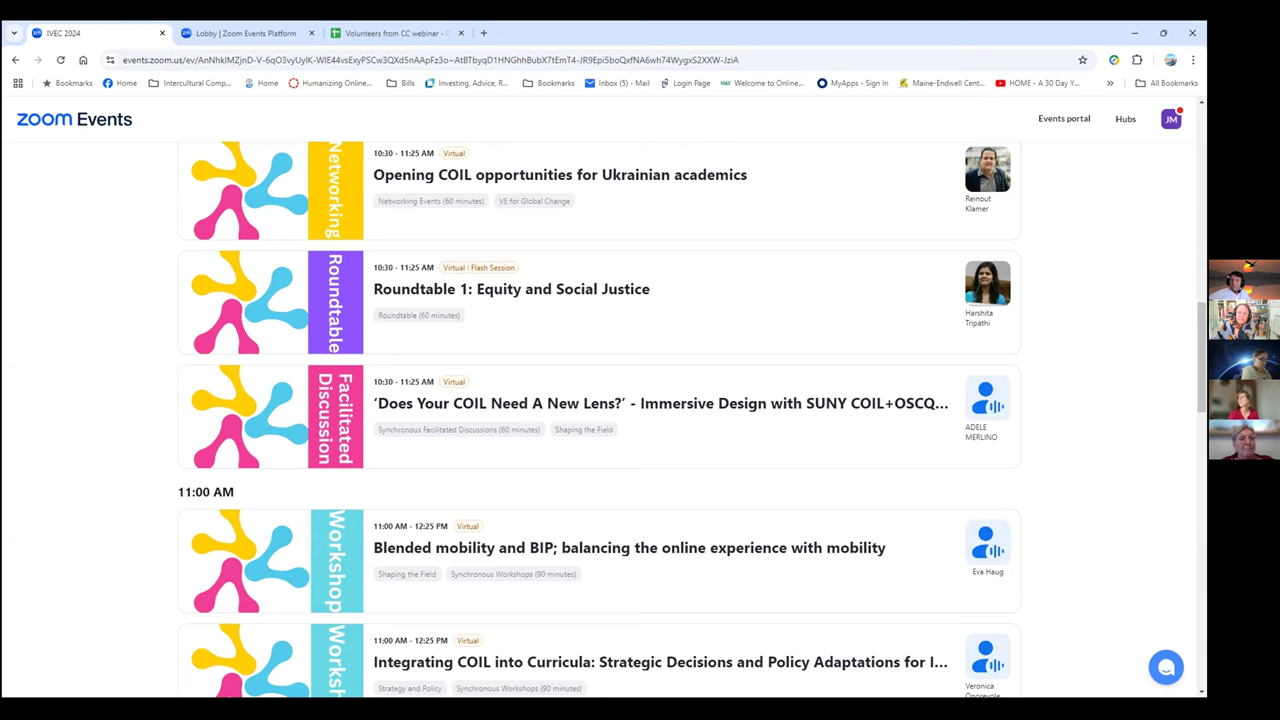 IVEC 2024
Lobby | Zoom Events Platform
Volunteers from CC webinar - G
events.zoom.us/ev/AnNhkIMZjnD-V-6qO3vyUyIK-WIE44vsExyPSCw3QXd5nAApFz3o~AtBTbyqD1HNGhhBubX7tEmT4-JR9Epi5boQxfNA6wh74WygxS2XXW-JziA
Bookmarks
Home
Intercultural Comp...
Home
Humanizing Online...
Bills
Investing, Advice, R...
Bookmarks
Inbox (5) - Mail
Login Page
Welcome to Online...
MyApps - Sign In
Maine-Endwell Cent...
HOME - A 30 Day Y...
All Bookmarks
zoom Events
Events portal
Hubs
JM
Networking
10:30 - 11:25 AM Virtual
Opening COIL opportunities for Ukrainian academics
Networking Events (60 minutes) VE for Global Change
Reinout
Klamer
Roundtable
10:30 - 11:25 AM Virtual | Flash Session
Roundtable 1: Equity and Social Justice
Roundtable (60 minutes)
Harshita
Tripathi
Facilitated
Discussion
10:30 - 11:25 AM Virtual
‘Does Your COIL Need A New Lens?’ - Immersive Design with SUNY COIL+OSCQ...
Synchronous Facilitated Discussions (60 minutes) Shaping the Field
ADELE
MERLINO
11:00 AM
Workshop
11:00 AM - 12:25 PM Virtual
Blended mobility and BIP; balancing the online experience with mobility
Shaping the Field Synchronous Workshops (90 minutes)
Eva Haug
Worksh
11:00 AM - 12:25 PM Virtual
Integrating COIL into Curricula: Strategic Decisions and Policy Adaptations for I...
Strategy and Policy Synchronous Workshops (90 minutes)
Veronica